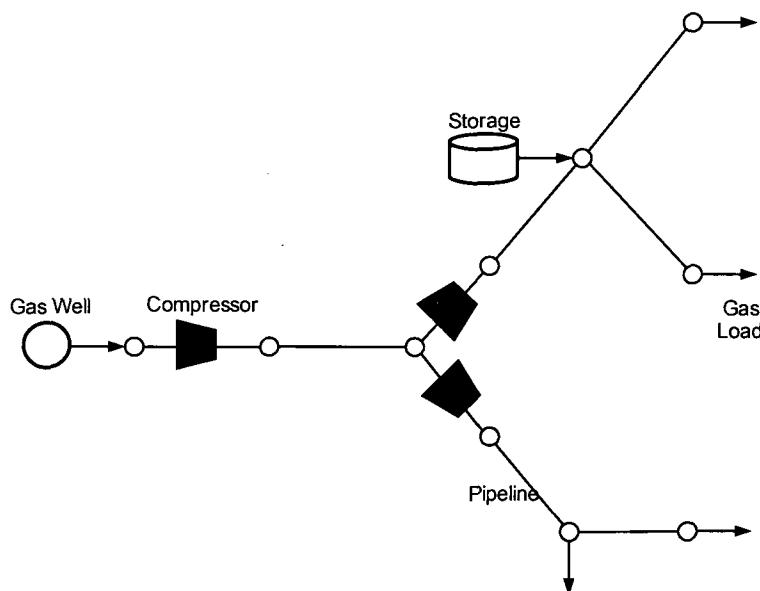 Storage
Gas Well
Compressor
Gas
Load
Pipeline